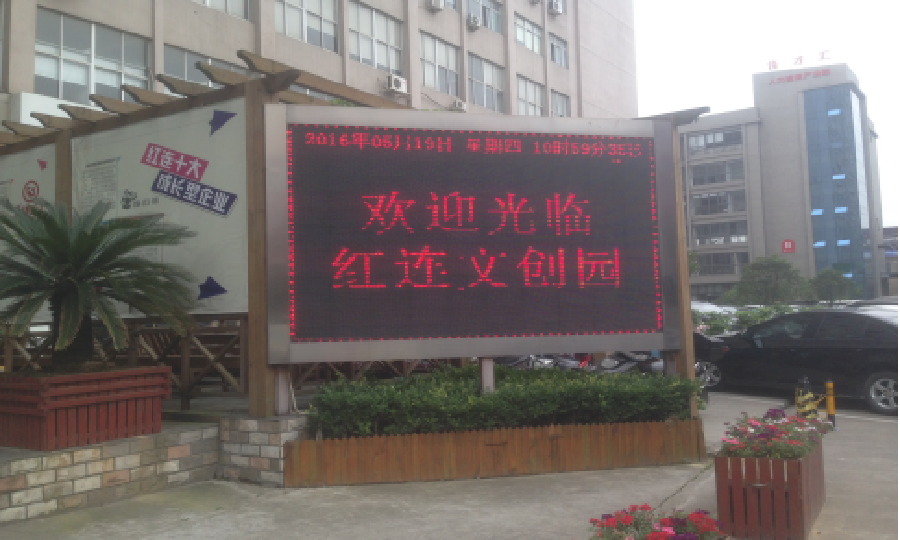 2016年05月19日 星期四 10时59分35秒
欢迎光临
红连文创园
红连十大
成长型企业